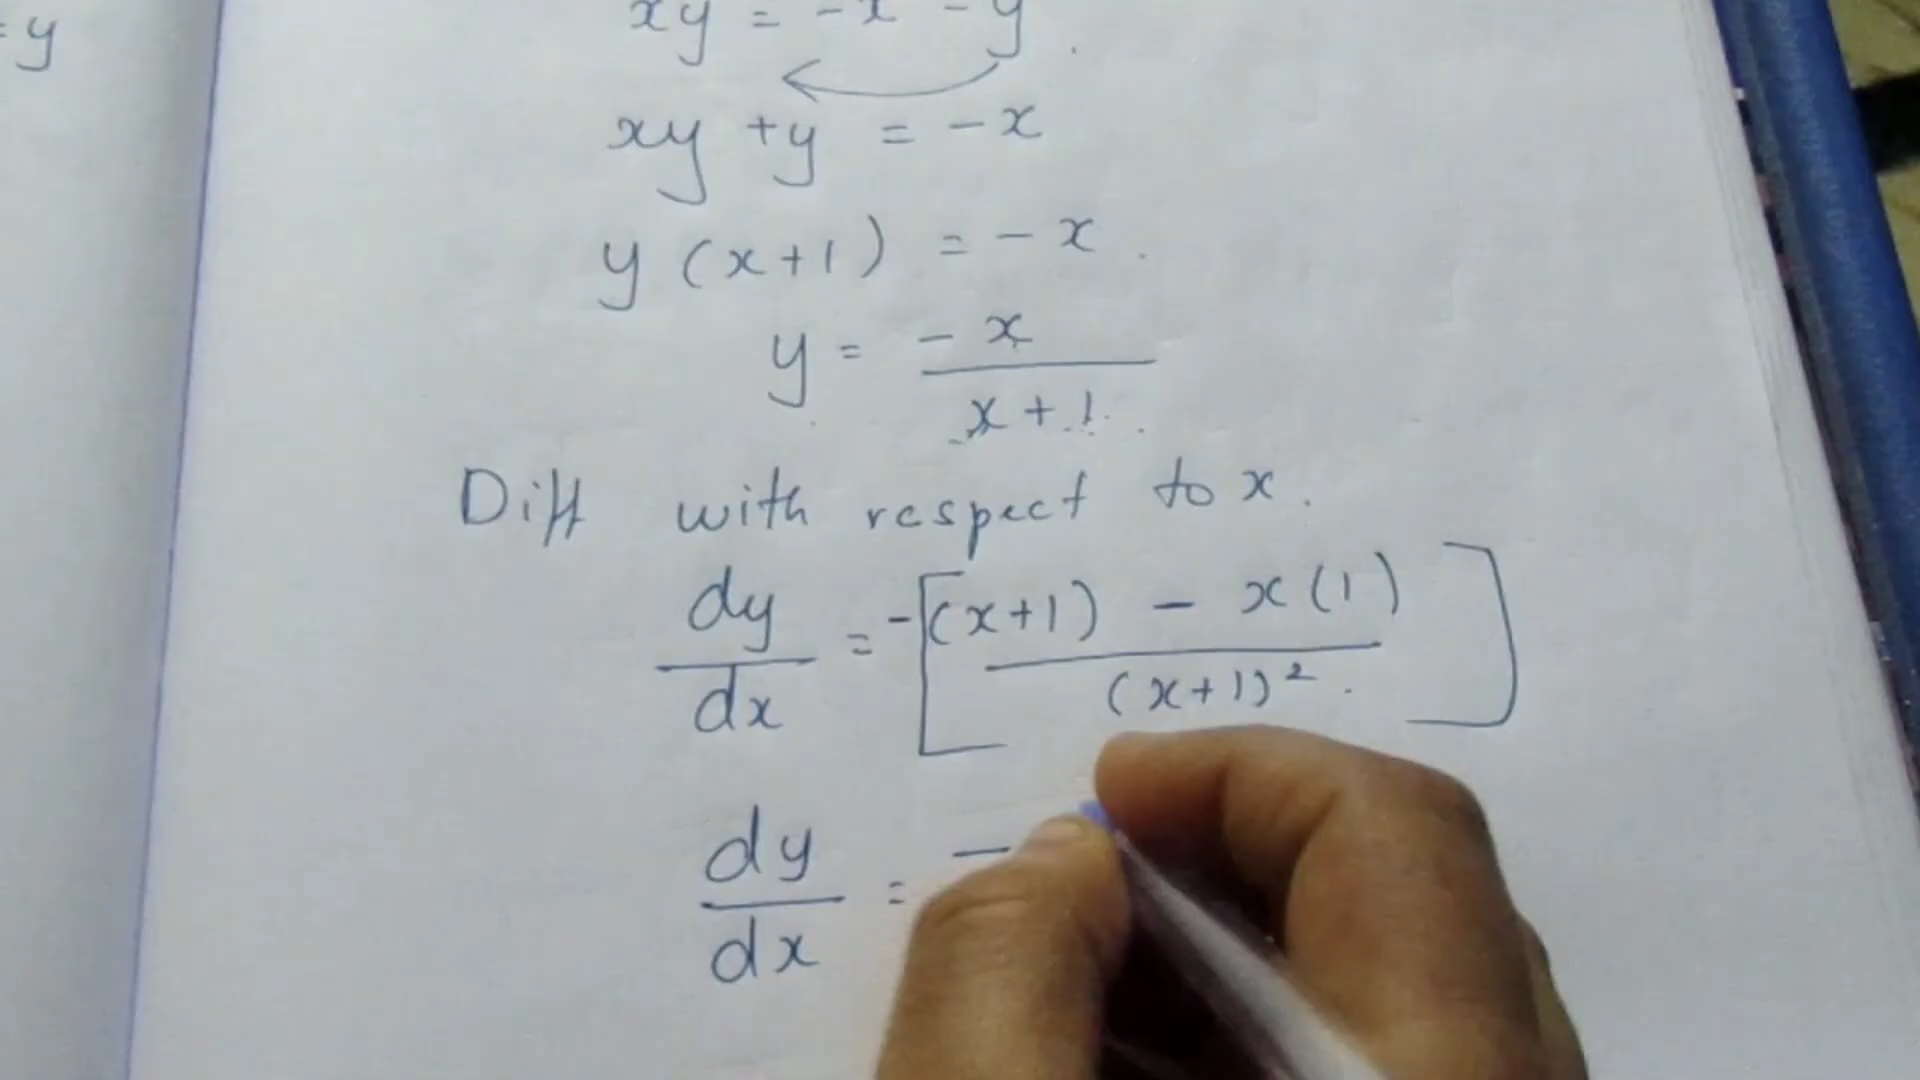 = y
xy = -x - y
xy + y = -x
y (x+1) = -x
y = -x / x+1
Diff with respect to x.
dy/dx = -[(x+1) - x(1) / (x+1)²]
dy/dx = -